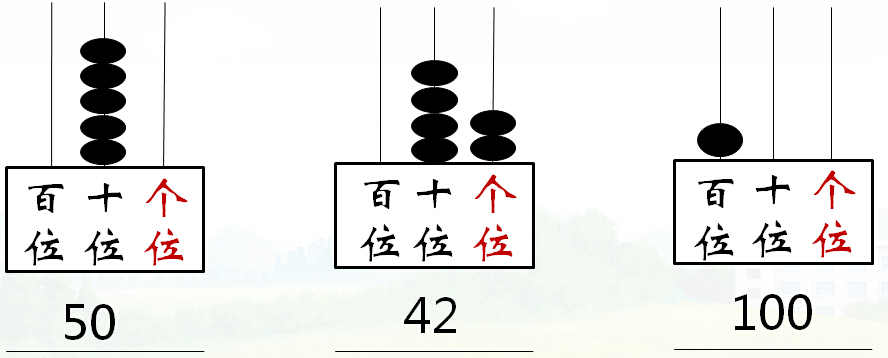 百 十 个
位 位 位
50
百 十 个
位 位 位
42
百 十 个
位 位 位
100